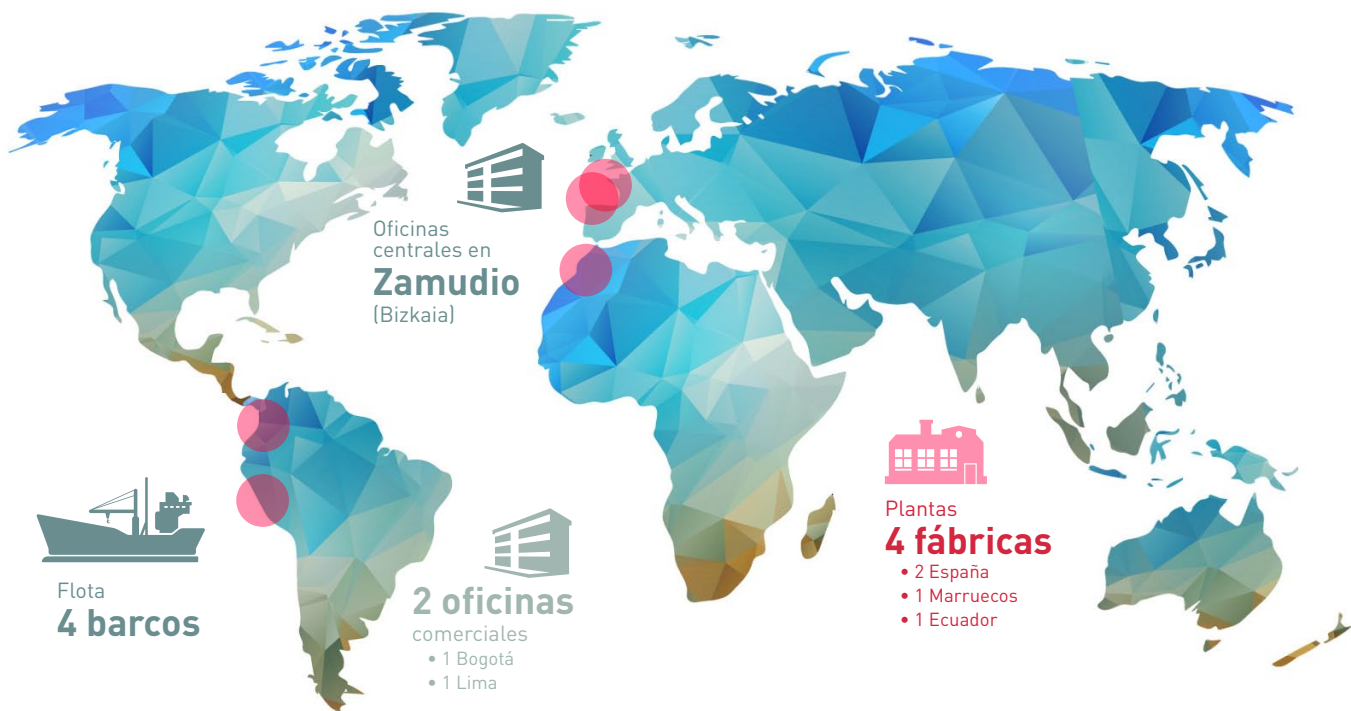 Oficinas
centrales en
Zamudio
(Bizkaia)
Flota
4 barcos
2 oficinas
comerciales
• 1 Bogotá
• 1 Lima
Plantas
4 fábricas
• 2 España
• 1 Marruecos
• 1 Ecuador